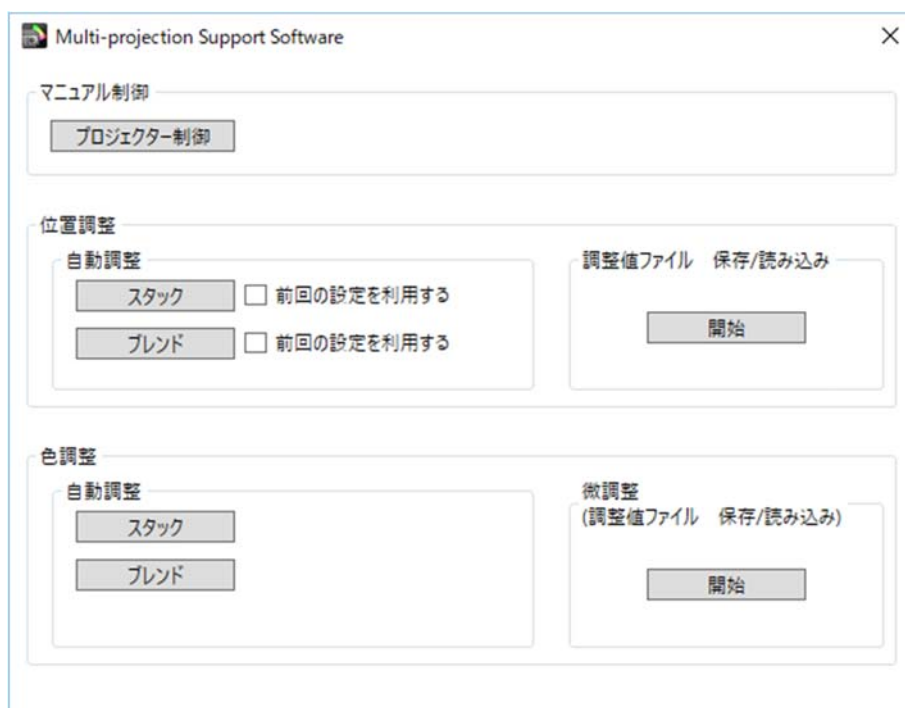 Multi-projection Support Software
マニュアル制御
プロジェクター制御
位置調整
自動調整
スタック
前回の設定を利用する
ブレンド
前回の設定を利用する
調整値ファイル　保存/読み込み
開始
色調整
自動調整
スタック
ブレンド
微調整
(調整値ファイル　保存/読み込み)
開始